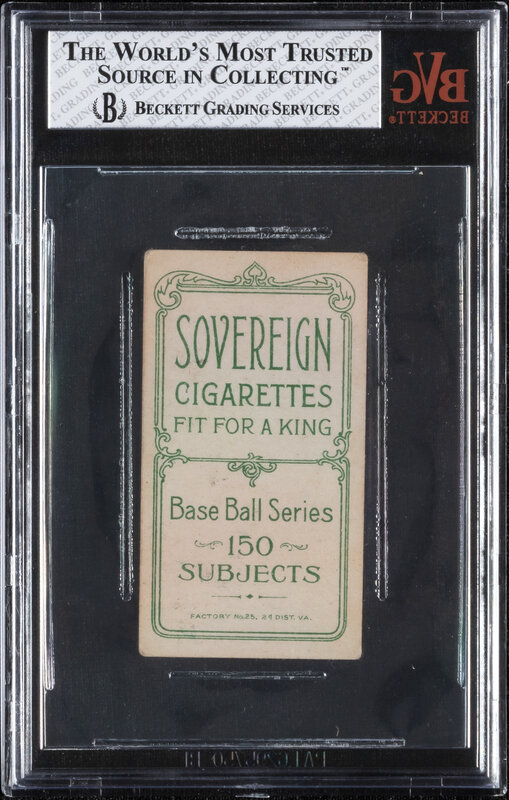 THE WORLD'S MOST TRUSTED
SOURCE IN COLLECTING™
B BECKETT GRADING SERVICES
BVG
BECKETT®
SOVEREIGN
CIGARETTES
FIT FOR A KING
Base Ball Series
150
SUBJECTS
FACTORY No. 25, 2d DIST. VA.